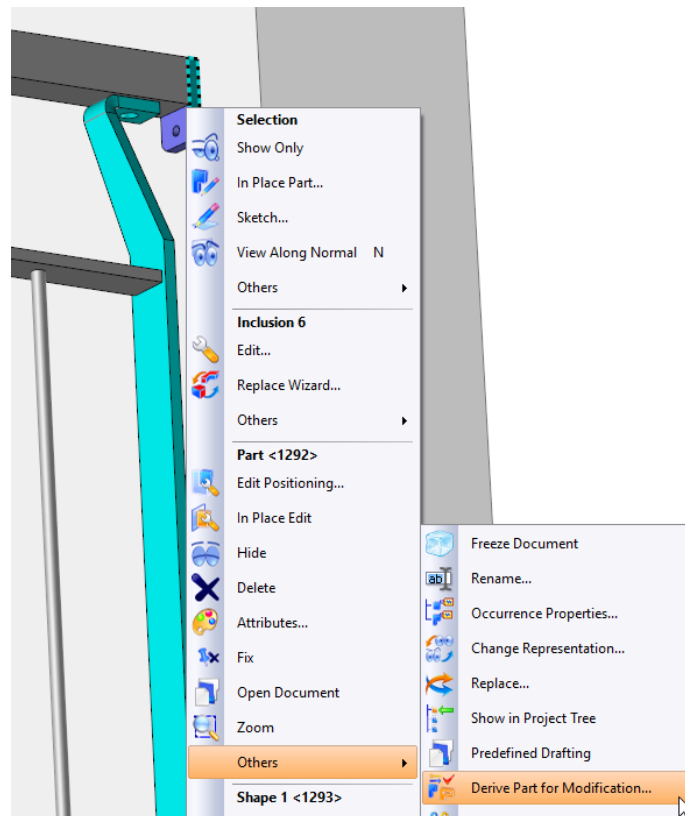 Selection
Show Only
In Place Part...
Sketch...
View Along Normal N
Others
Inclusion 6
Edit...
Replace Wizard...
Others
Part <1292>
Edit Positioning...
In Place Edit
Hide
Delete
Attributes...
Fix
Open Document
Zoom
Others
Shape 1 <1293>
Freeze Document
Rename...
Occurrence Properties...
Change Representation...
Replace...
Show in Project Tree
Predefined Drafting
Derive Part for Modification...